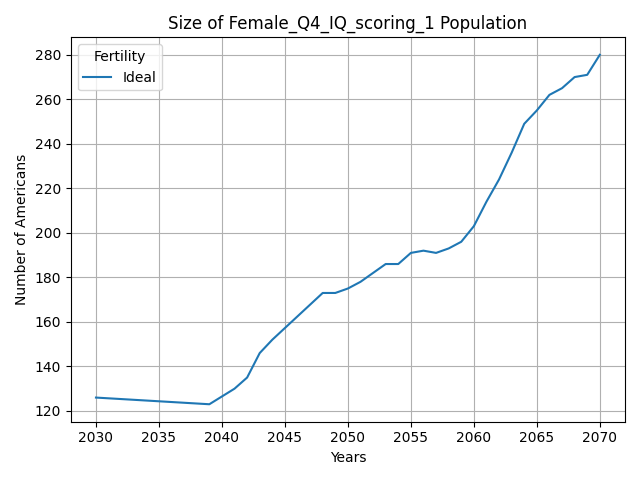 Size of Female_Q4_IQ_scoring_1 Population
Fertility
Ideal
Number of Americans
280
260
240
220
200
180
160
140
120
2030 2035 2040 2045 2050 2055 2060 2065 2070
Years